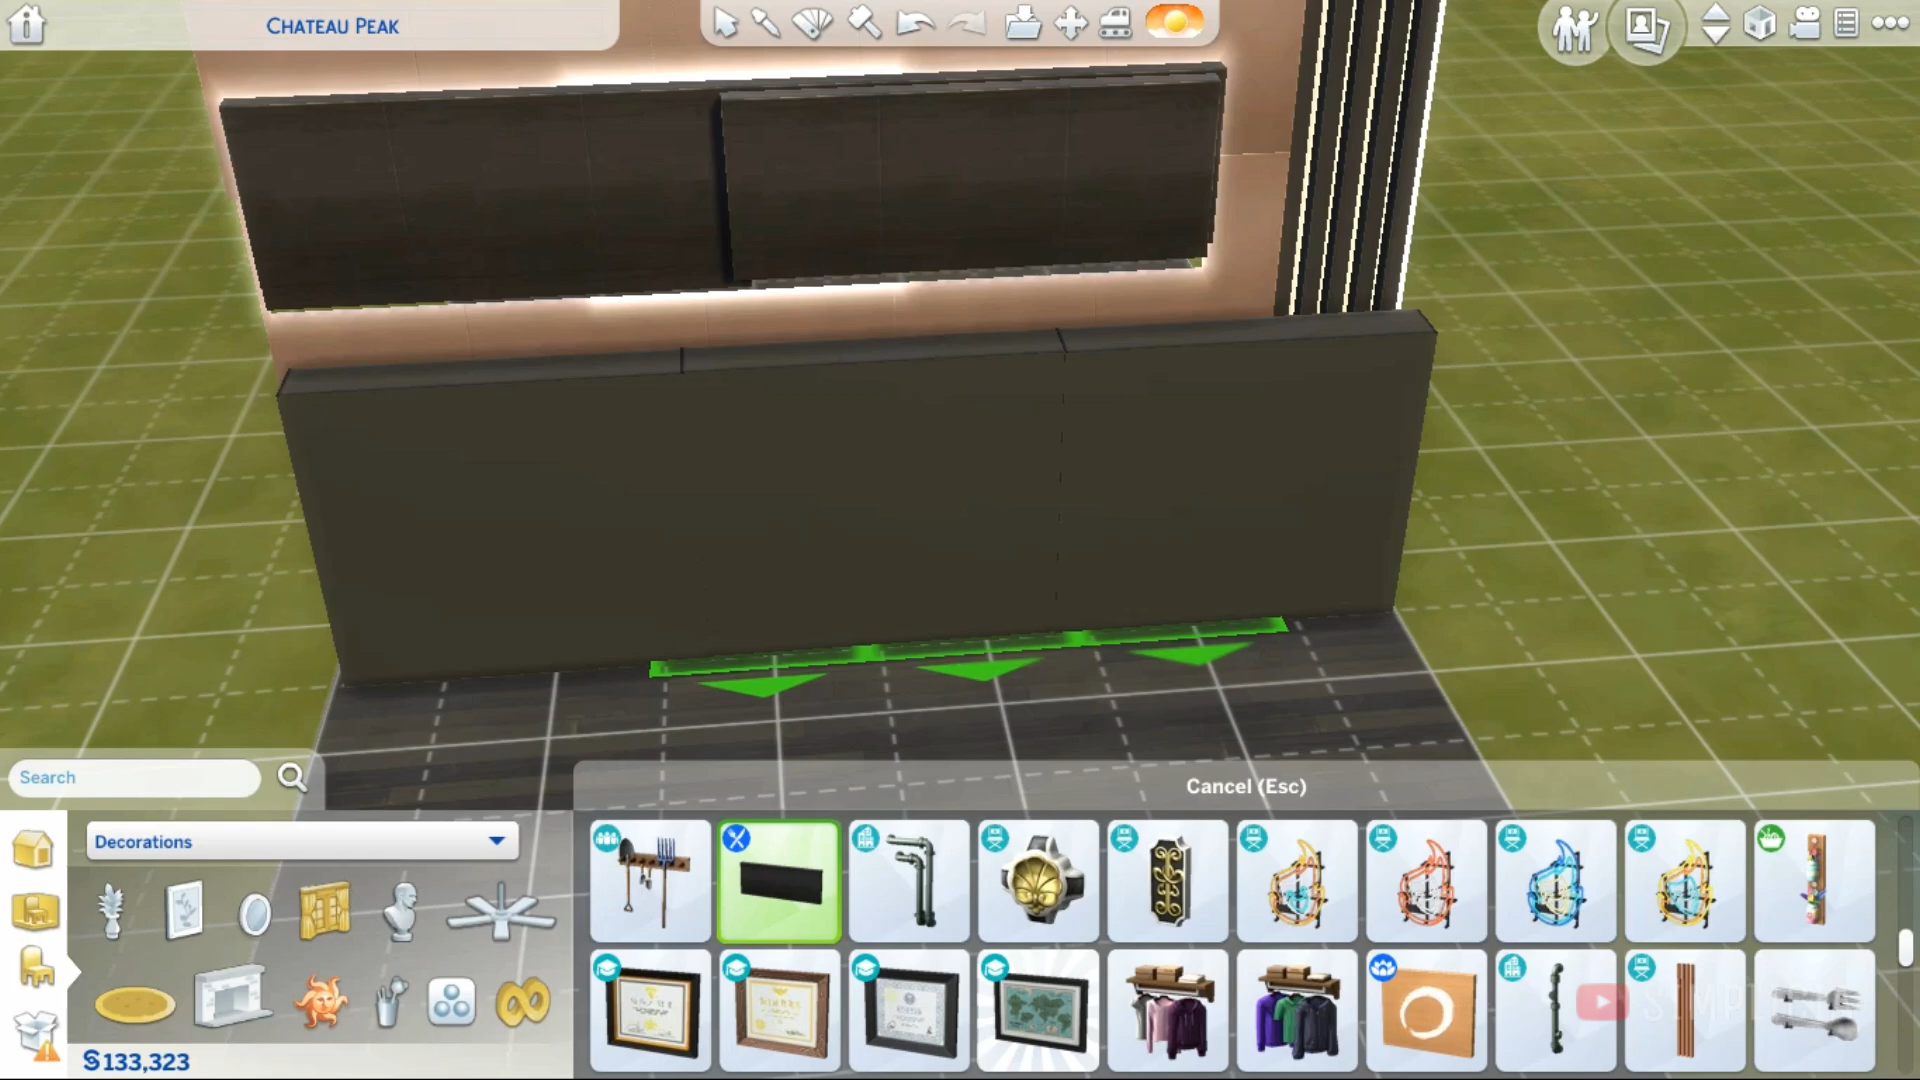 CHATEAU PEAK
Search
Cancel (Esc)
Decorations
§133,323